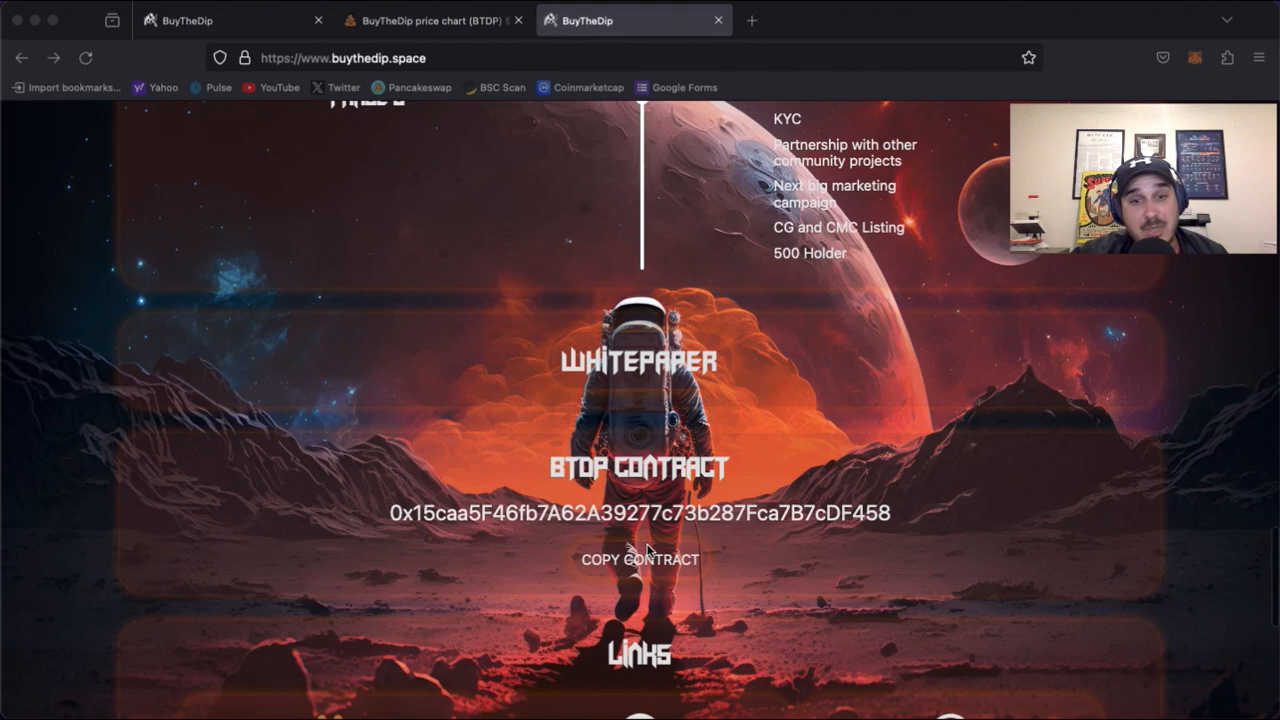 BuyTheDip
BuyTheDip price chart (BTDP)
BuyTheDip
https://www.buythedip.space
Import bookmarks...
Yahoo
Pulse
YouTube
Twitter
Pancakeswap
BSC Scan
Coinmarketcap
Google Forms
KYC
Partnership with other
community projects
Next big marketing
campaign
CG and CMC Listing
500 Holder
WHITEPAPER
BTDP CONTRACT
0x15caa5F46fb7A62A39277c73b287Fca7B7cDF458
COPY CONTRACT
LINKS